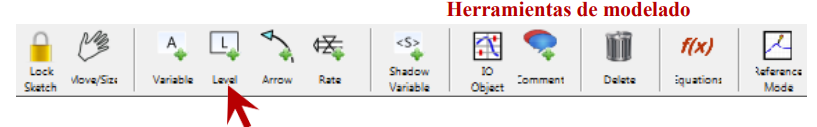 Herramientas de modelado
A
L
<S>
f(x)
Lock
Sketch
Move/Size
Variable
Level
Arrow
Rate
Shadow
Variable
IO
Object
Comment
Delete
Equations
Reference
Mode